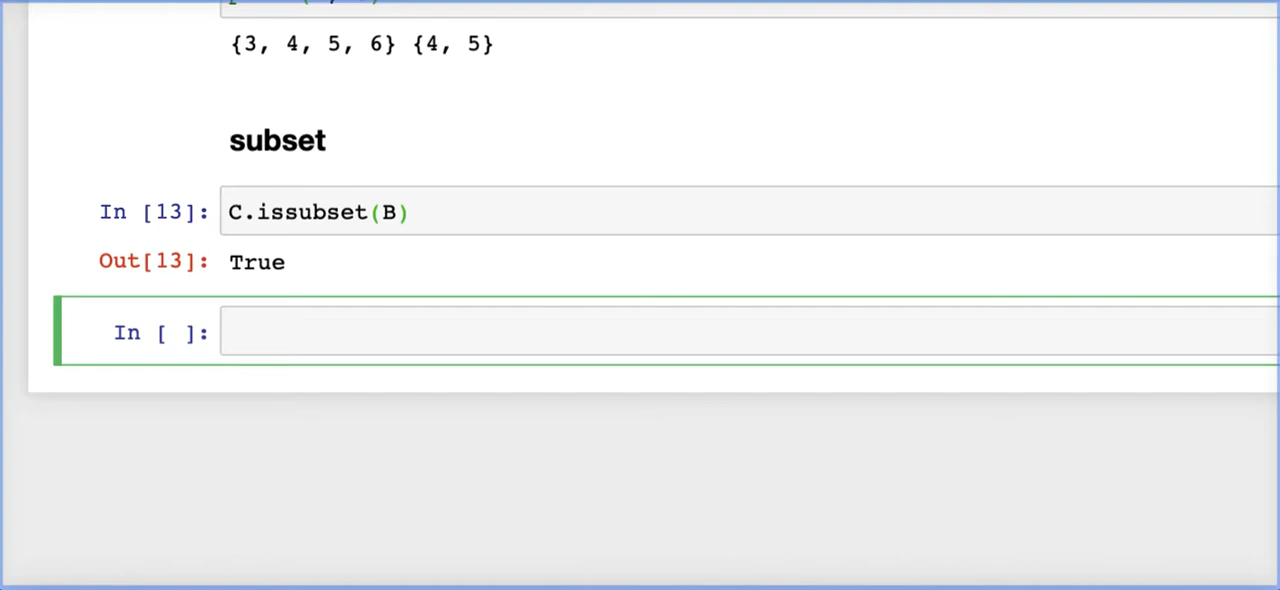 {3, 4, 5, 6} {4, 5}
subset
In [13]: C.issubset(B)
Out[13]: True
In [ ]: